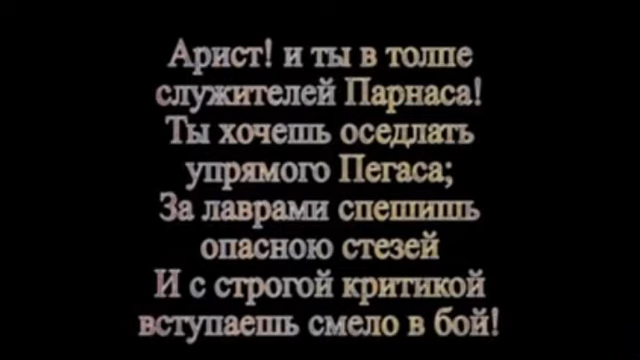 Арист! и ты в толпе
служителей Парнаса!
Ты хочешь оседлать
упрямого Пегаса;
За лаврами спешишь
опасною стезей
И с строгой критикой
вступаешь смело в бой!